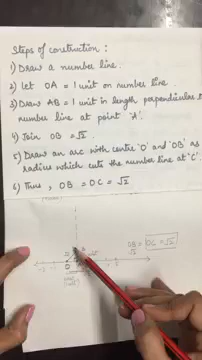 Steps of construction :
1) Draw a number line.
2) Let OA = 1 unit on number line.
3) Draw AB = 1 unit in length perpendicular
number line at point 'A'.
4) Join OB = √2
5) Draw an arc with centre 'O' and 'OB' as
radius which cuts the number line at 'C'.
6) Thus, OB = OC = √2
OB = OC = √2
√2